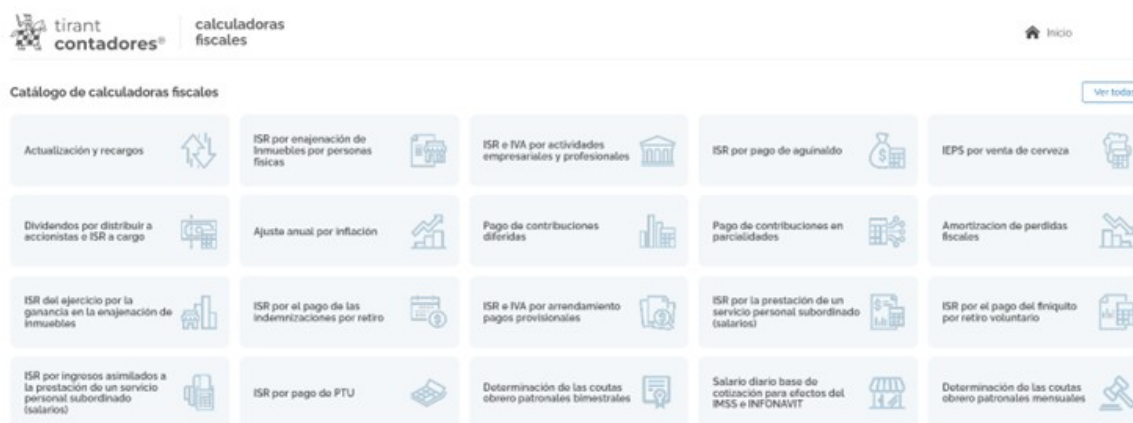 tirant
contadores®
calculadoras
fiscales
Inicio
Catálogo de calculadoras fiscales
Ver todas
Actualización y recargos
ISR por enajenación de
Inmuebles por personas
físicas
ISR e IVA por actividades
empresariales y profesionales
ISR por pago de aguinaldo
IEPS por venta de cerveza
Dividendos por distribuir a
accionistas e ISR a cargo
Ajuste anual por inflación
Pago de contribuciones
diferidas
Pago de contribuciones en
parcialidades
Amortizacion de perdidas
fiscales
ISR del ejercicio por la
ganancia en la enajenación de
inmuebles
ISR por el pago de las
indemnizaciones por retiro
ISR e IVA por arrendamiento
pagos provisionales
ISR por la prestación de un
servicio personal subordinado
(salarios)
ISR por el pago del finiquito
por retiro voluntario
ISR por ingresos asimilados a
la prestación de un servicio
personal subordinado
(salarios)
ISR por pago de PTU
Determinación de las coutas
obrero patronales bimestrales
Salario diario base de
cotización para efectos del
IMSS e INFONAVIT
Determinación de las coutas
obrero patronales mensuales